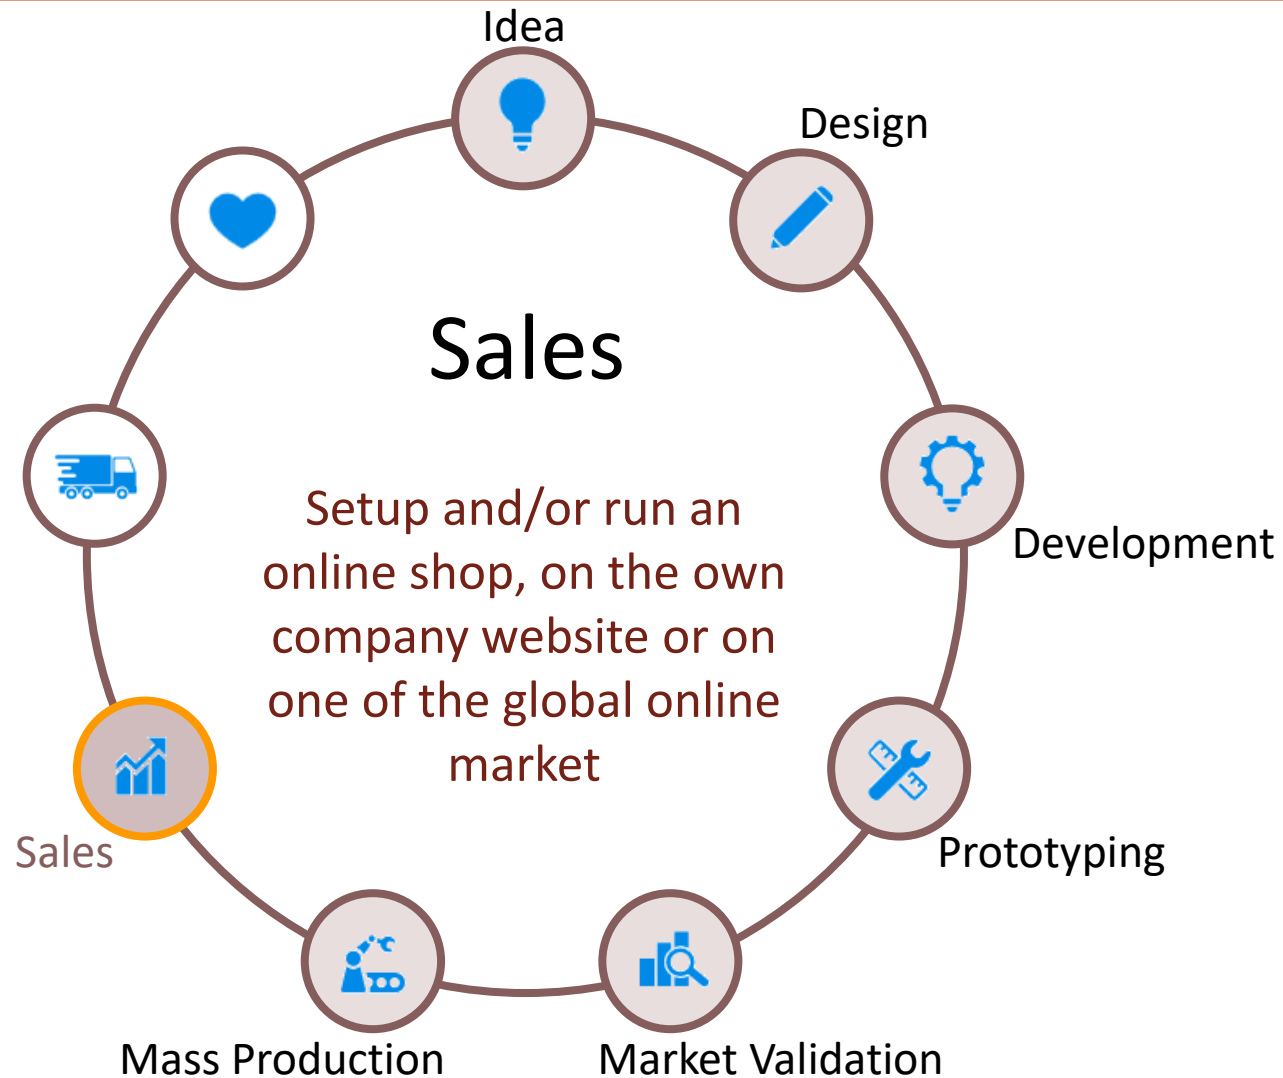 Idea
Design
Sales
Setup and/or run an
online shop, on the own
company website or on
one of the global online
market
Development
Sales
Prototyping
Mass Production
Market Validation